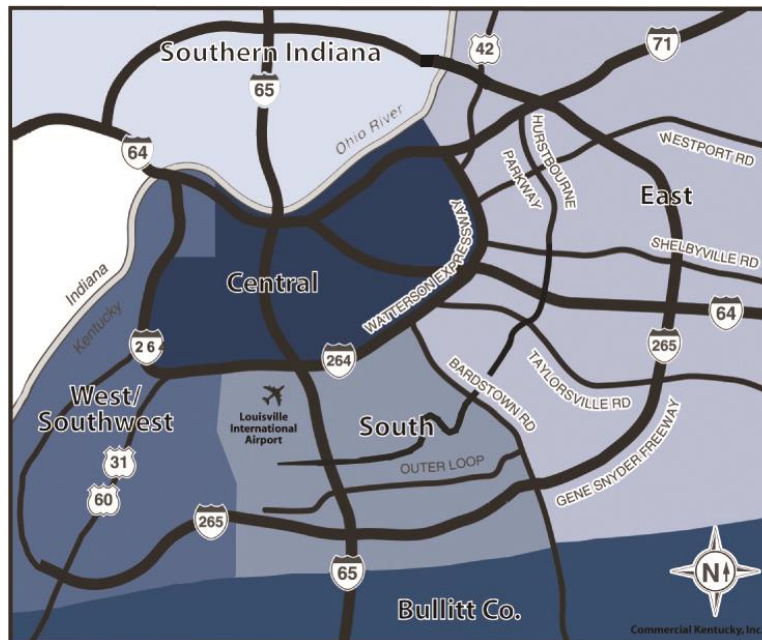 42
71
Southern Indiana
65
Ohio River
HURSTBOURNE
PARKWAY
WESTPORT RD
64
East
WATTERSON EXPRESSWAY
SHELBYVILLE RD
Indiana
Kentucky
Central
64
264
264
265
West/
Southwest
Louisville
International
Airport
South
BARDSTOWN RD
TAYLORSVILLE RD
31
OUTER LOOP
60
GENE SNYDER FREEWAY
265
65
N
Bullitt Co.
Commercial Kentucky, Inc.